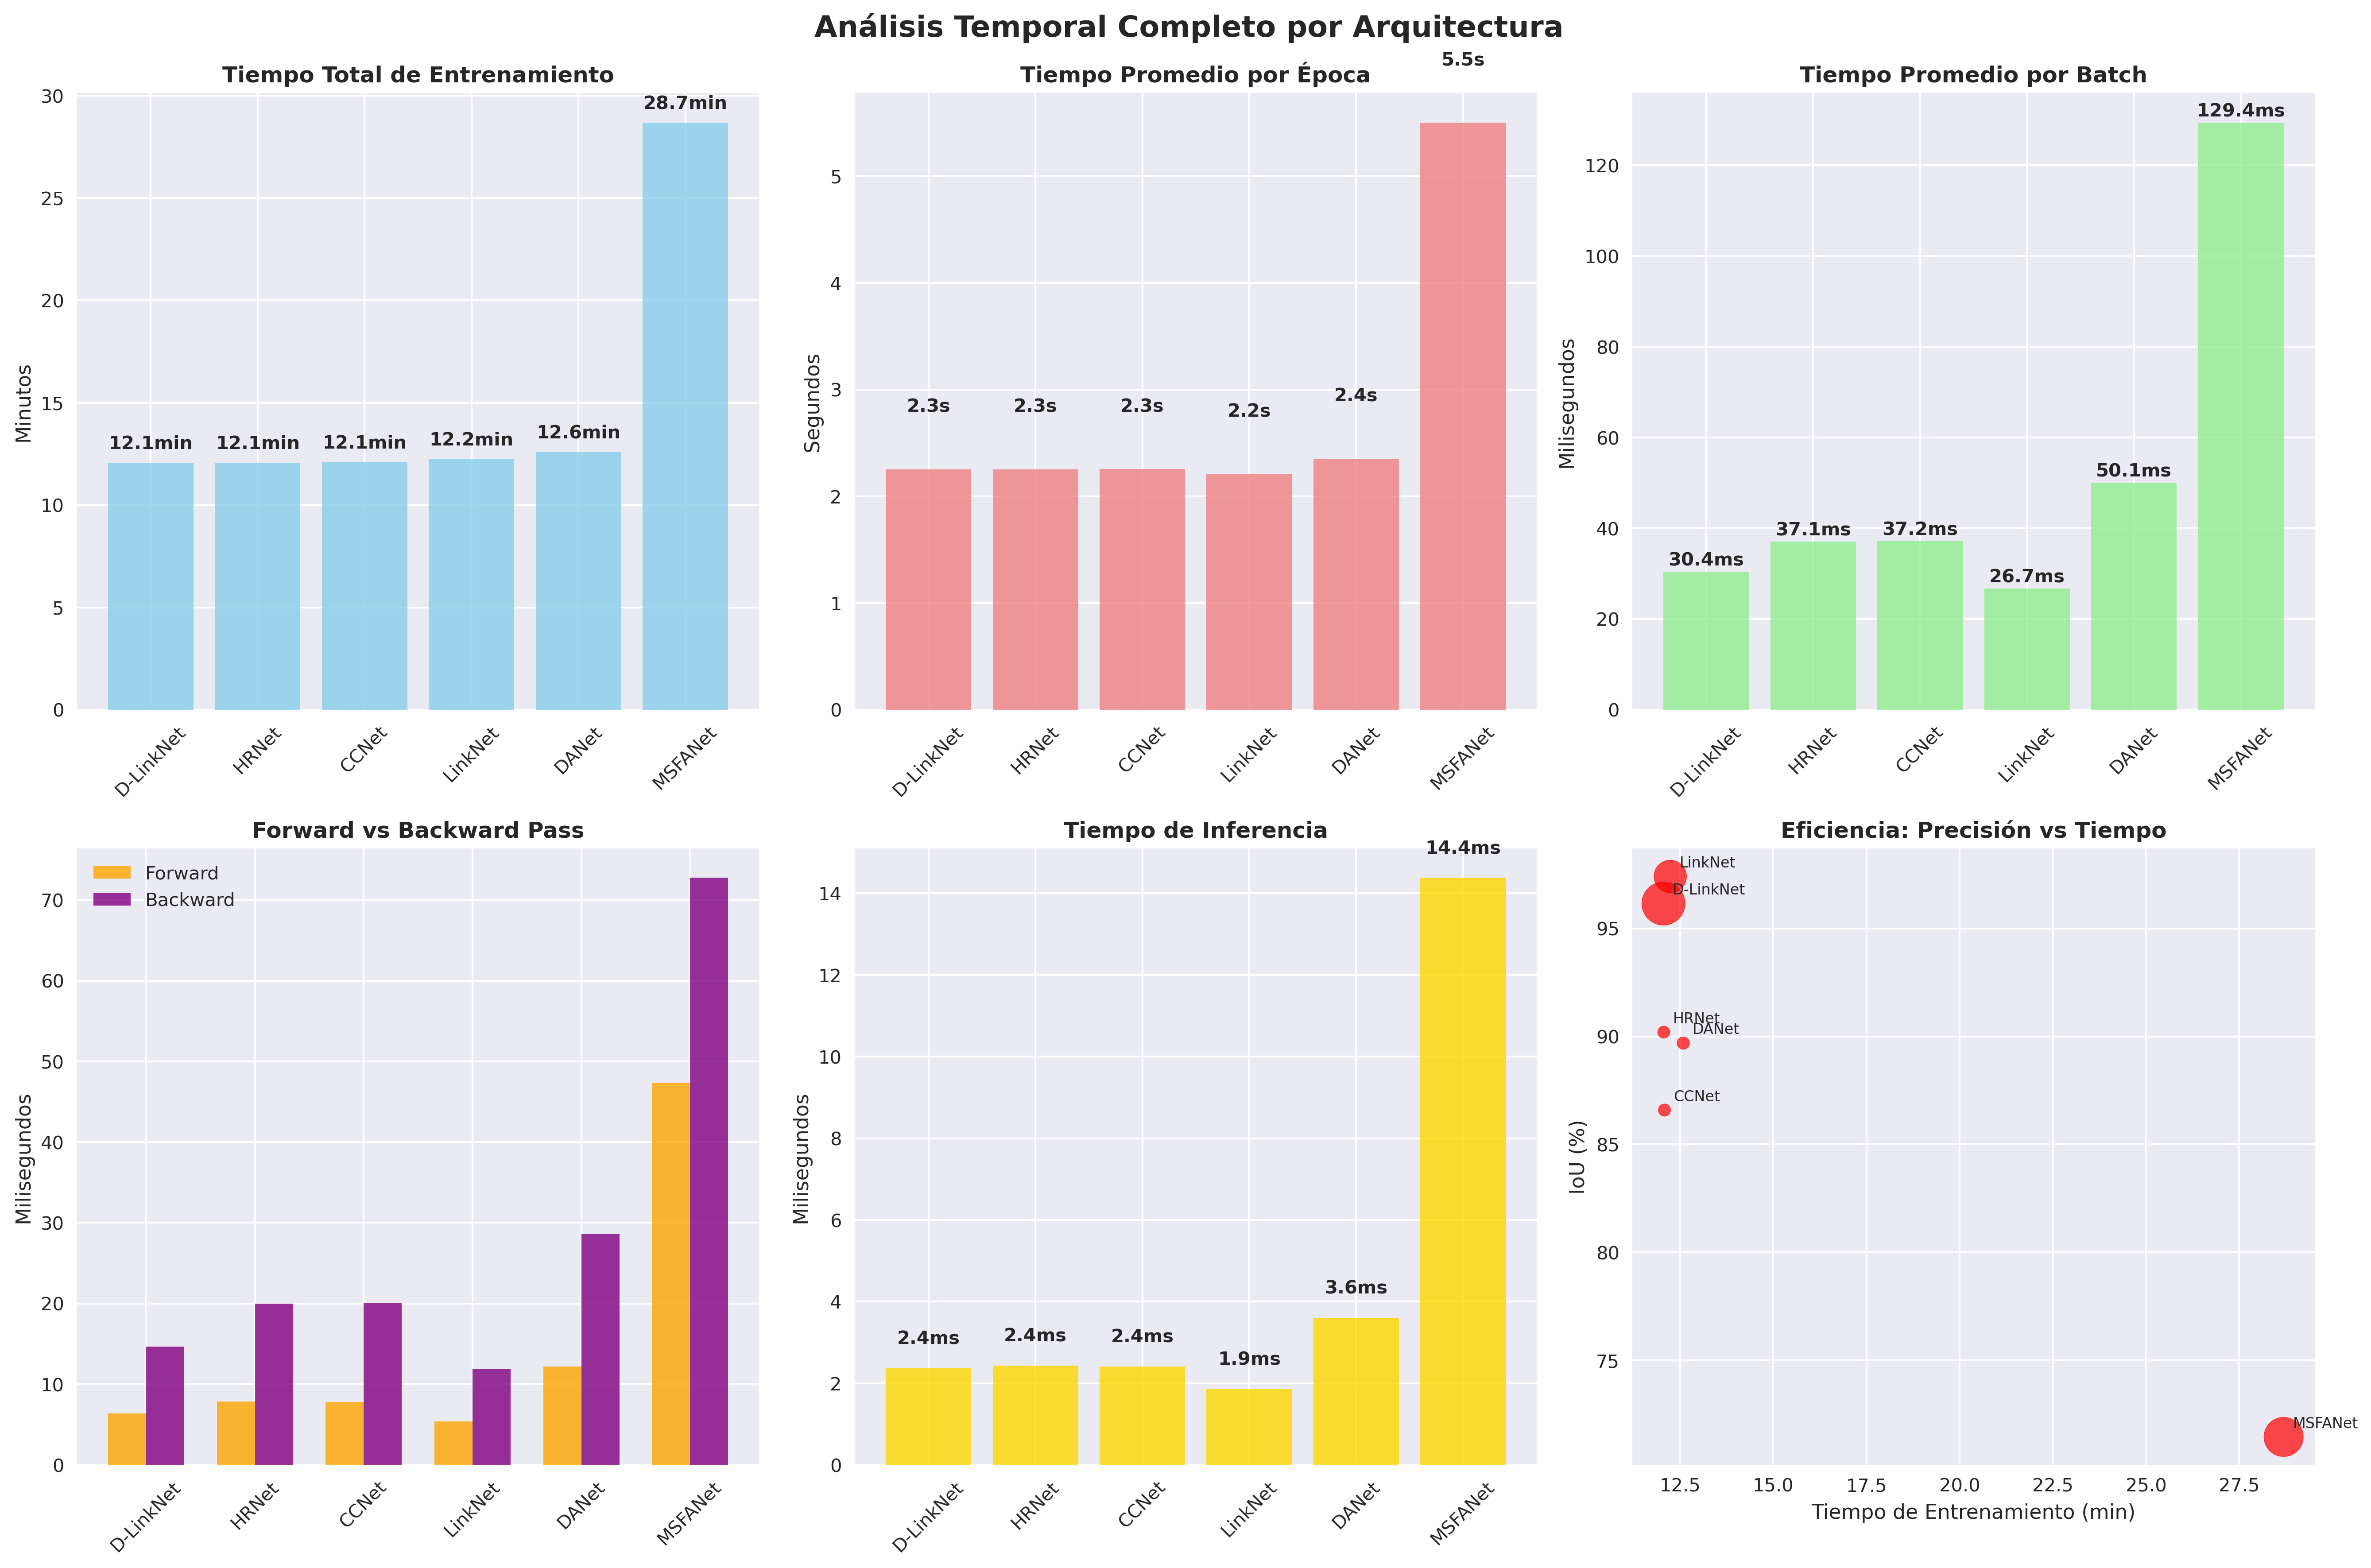 Análisis Temporal Completo por Arquitectura
Tiempo Total de Entrenamiento
Minutos
30
25
20
15
10
5
0
12.1min
12.1min
12.1min
12.2min
12.6min
28.7min
D-LinkNet
HRNet
CCNet
LinkNet
DANet
MSFANet
Tiempo Promedio por Época
Segundos
5
4
3
2
1
0
2.3s
2.3s
2.3s
2.2s
2.4s
5.5s
D-LinkNet
HRNet
CCNet
LinkNet
DANet
MSFANet
Tiempo Promedio por Batch
Milisegundos
120
100
80
60
40
20
0
30.4ms
37.1ms
37.2ms
26.7ms
50.1ms
129.4ms
D-LinkNet
HRNet
CCNet
LinkNet
DANet
MSFANet
Forward vs Backward Pass
Forward
Backward
Milisegundos
70
60
50
40
30
20
10
0
D-LinkNet
HRNet
CCNet
LinkNet
DANet
MSFANet
Tiempo de Inferencia
Milisegundos
14
12
10
8
6
4
2
0
2.4ms
2.4ms
2.4ms
1.9ms
3.6ms
14.4ms
D-LinkNet
HRNet
CCNet
LinkNet
DANet
MSFANet
Eficiencia: Precisión vs Tiempo
IoU (%)
95
90
85
80
75
LinkNet
D-LinkNet
HRNet
DANet
CCNet
MSFANet
12.5
15.0
17.5
20.0
22.5
25.0
27.5
Tiempo de Entrenamiento (min)